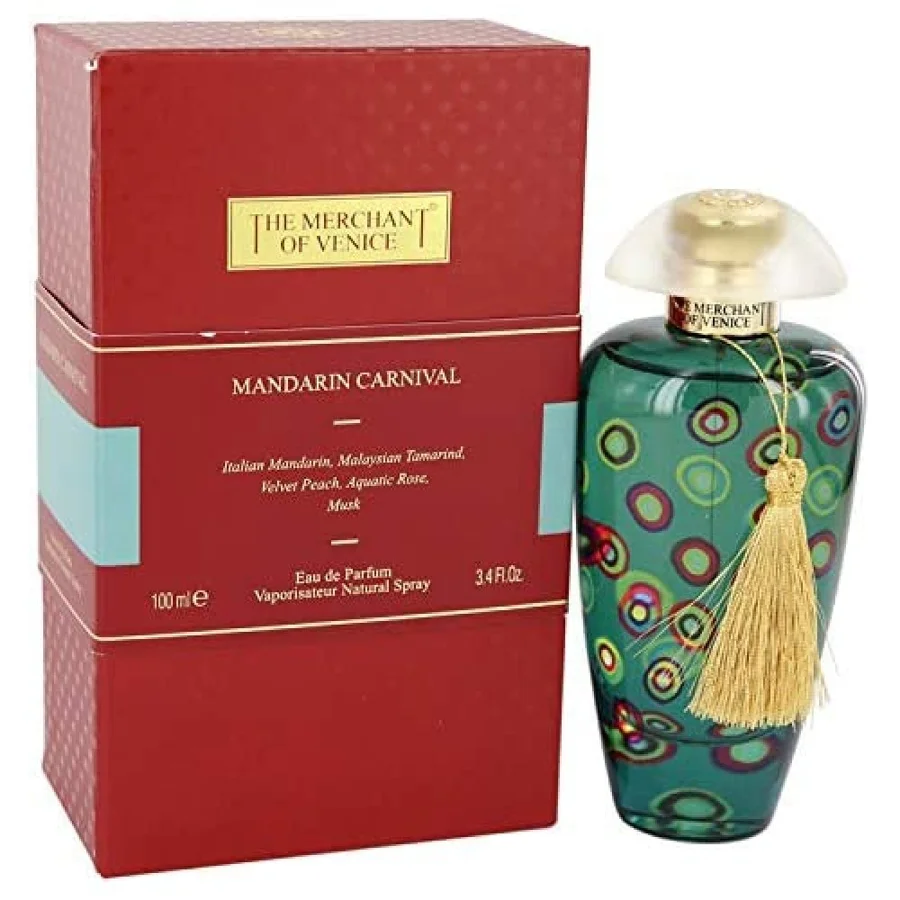 THE MERCHANT®
OF VENICE
MANDARIN CARNIVAL
Italian Mandarin, Malaysian Tamarind,
Velvet Peach, Aquatic Rose,
Musk
Eau de Parfum
Vaporisateur Natural Spray
100 ml e
3.4 Fl.Oz.
CARNIVAL
THE MERCHANT
OF VENICE